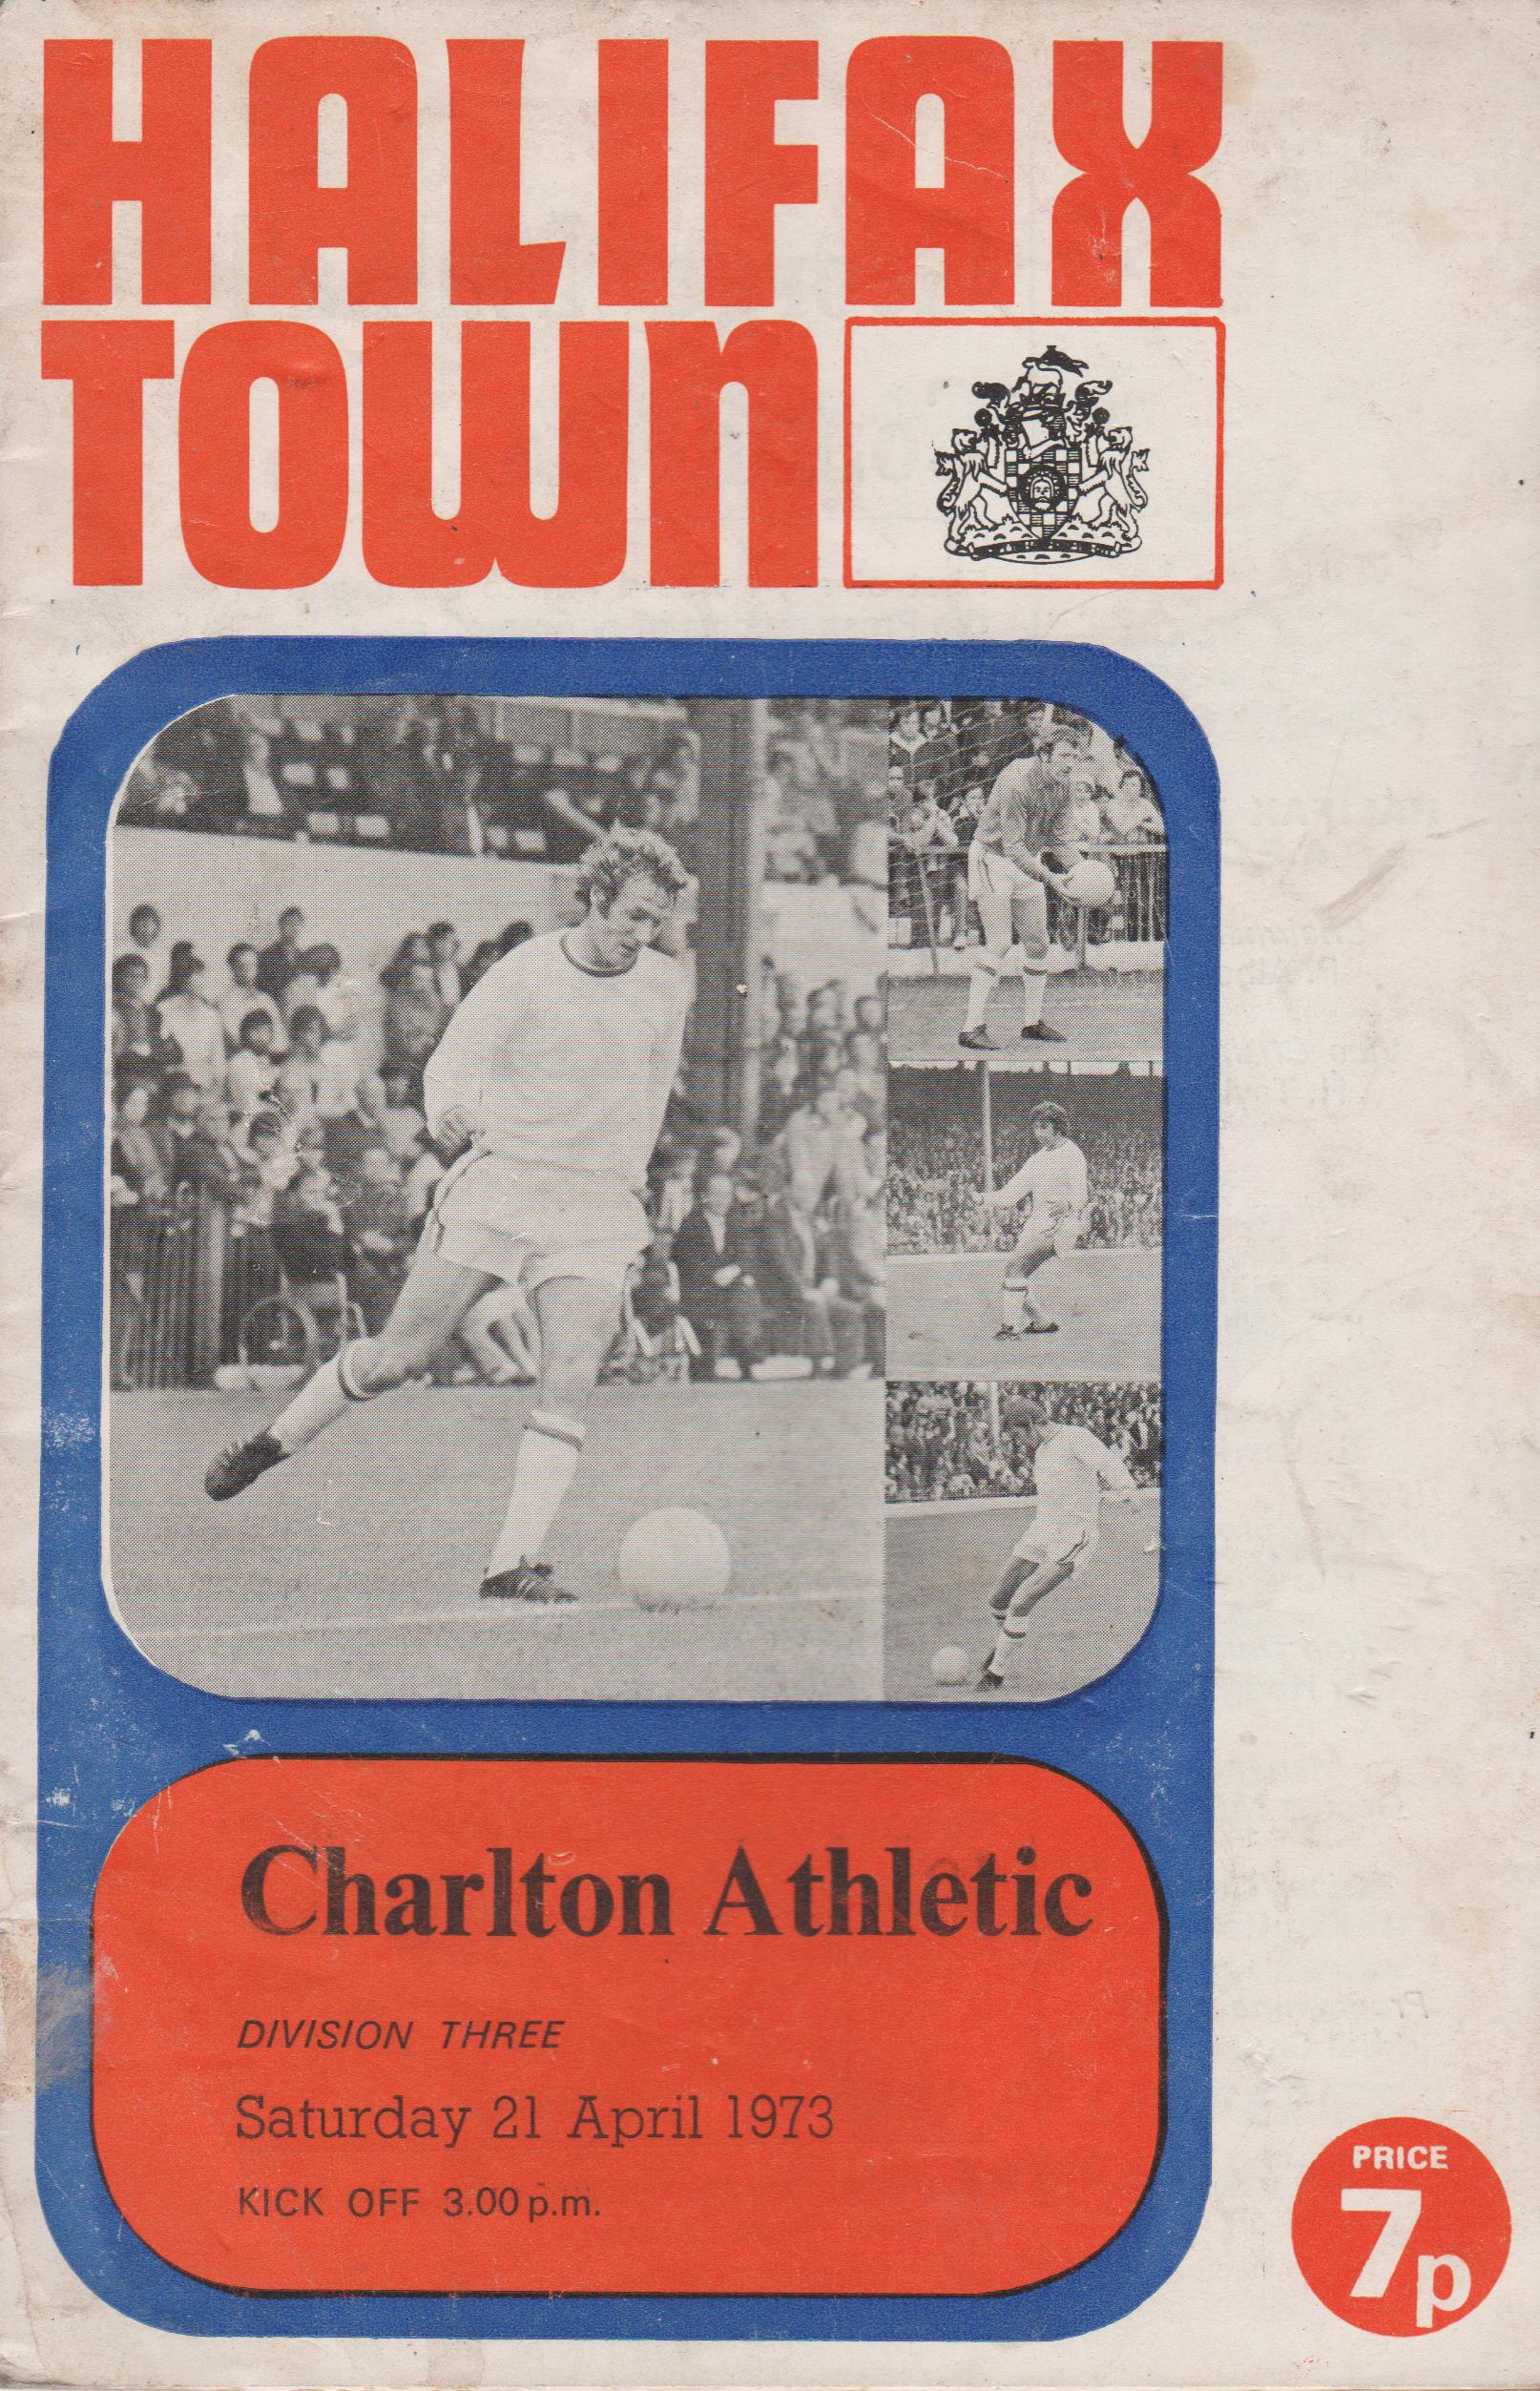 HALIFAX
TOWN
Charlton Athletic
DIVISION THREE
Saturday 21 April 1973
KICK OFF 3.00 p.m.
PRICE
7p